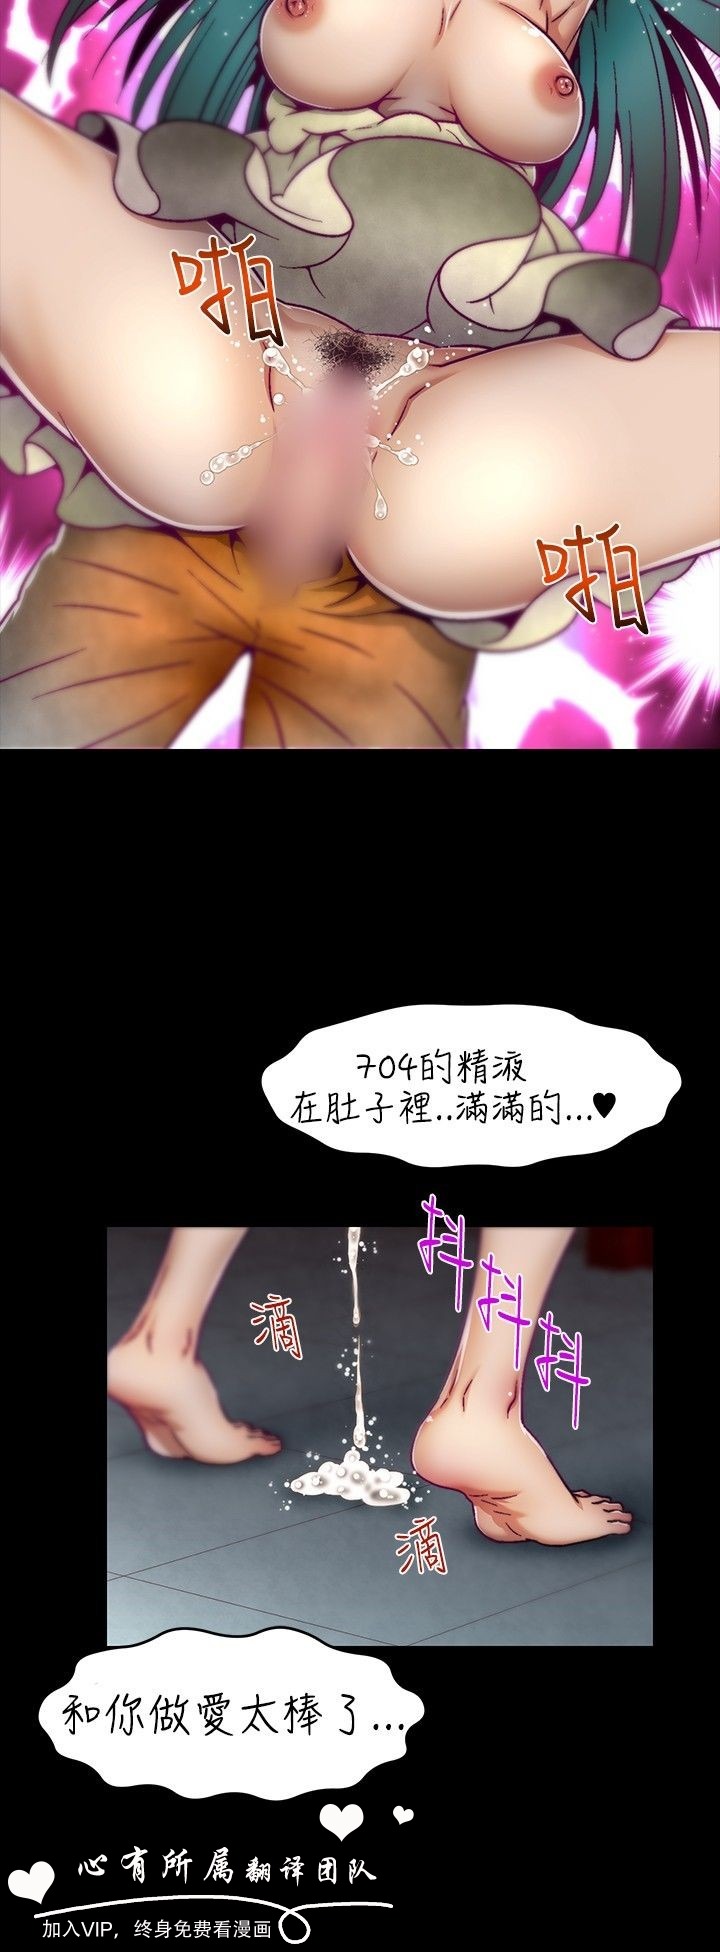 啪
啪
704的精液
在肚子裡..滿滿的...♥
抖
抖
抖
滴
滴
和你做愛太棒了...
心有所属翻译团队
加入VIP，终身免费看漫画